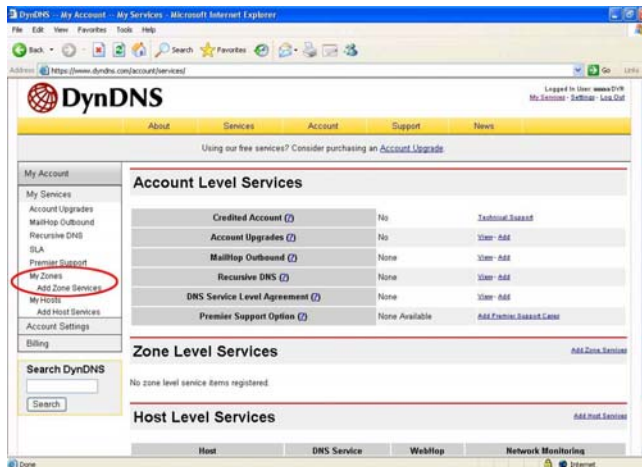 DynDNS -- My Account -- My Services - Microsoft Internet Explorer
File Edit View Favorites Tools Help
Back Search Favorites
Address https://www.dyndns.com/account/services/ Go Links
DynDNS
Logged In User: DVR
My Services - Settings - Log Out
About Services Account Support News
Using our free services? Consider purchasing an Account Upgrade
My Account
My Services
Account Upgrades
MailHop Outbound
Recursive DNS
SLA
Premier Support
My Zones
Add Zone Services
My Hosts
Add Host Services
Account Settings
Billing
Search DynDNS
Search
Account Level Services
Credited Account (?) No Technical Support
Account Upgrades (?) No View - Add
MailHop Outbound (?) None View - Add
Recursive DNS (?) None View - Add
DNS Service Level Agreement (?) None View - Add
Premier Support Option (?) None Available Add Premier Support Cases
Zone Level Services Add Zone Services
No zone level service items registered.
Host Level Services Add Host Services
Host DNS Service WebHop Network Monitoring
Done Internet